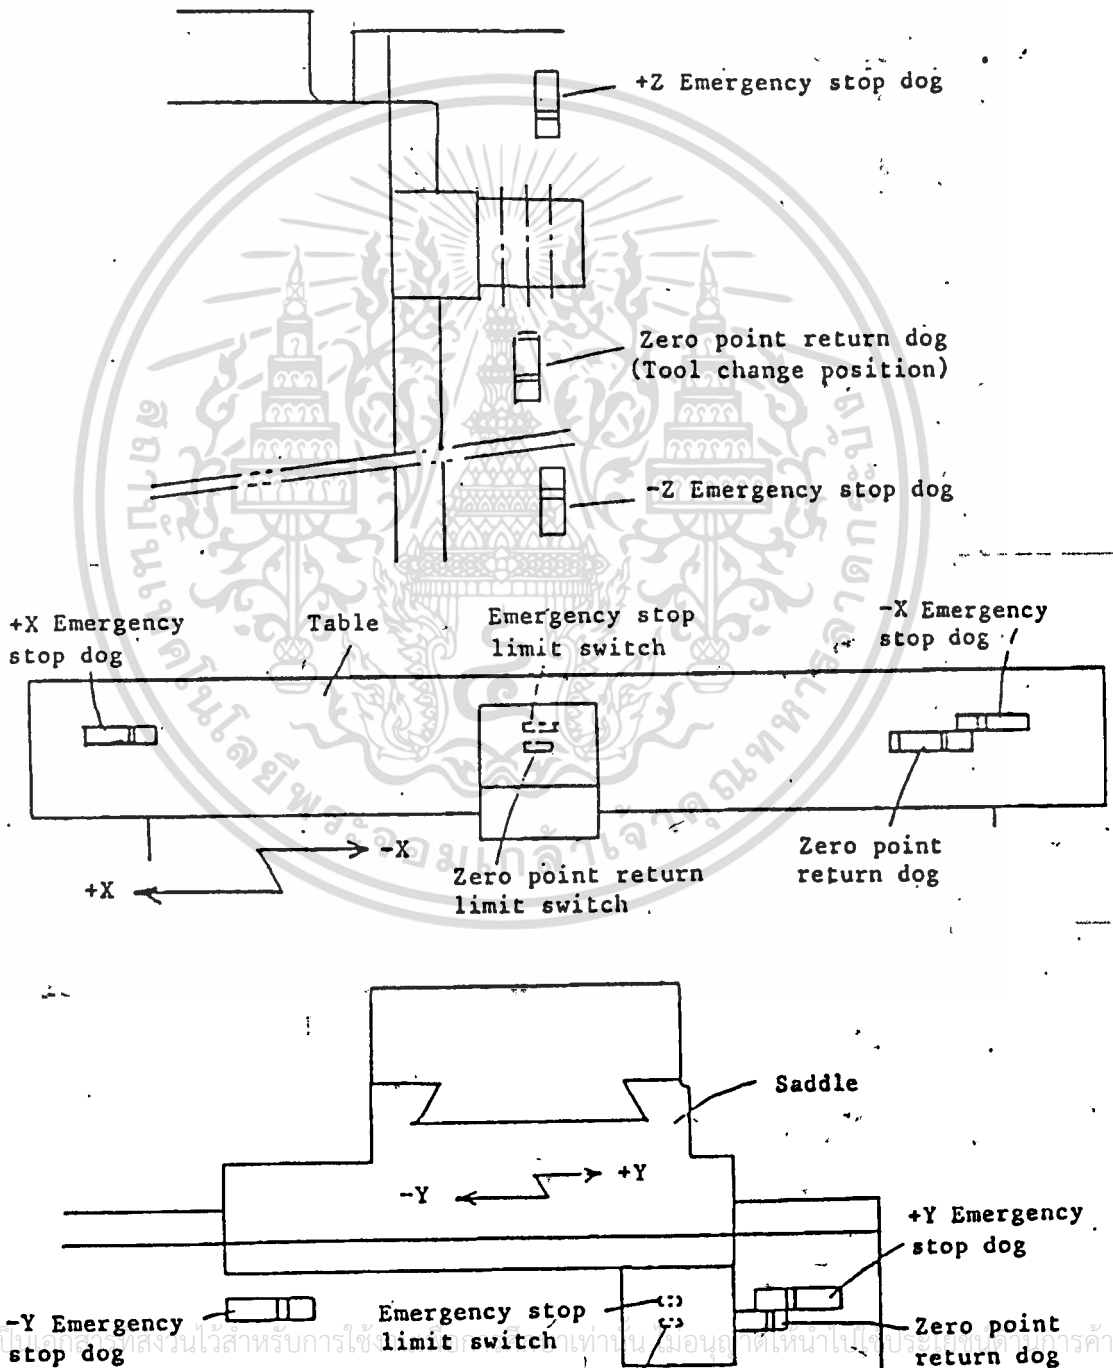 +Z Emergency stop dog
Zero point return dog
(Tool change position)
-Z Emergency stop dog
+X Emergency
stop dog
Table
Emergency stop
limit switch
-X Emergency
stop dog
-X
+X
Zero point return
limit switch
Zero point
return dog
Saddle
+Y
-Y
+Y Emergency
stop dog
-Y Emergency
stop dog
Emergency stop
limit switch
Zero point
return dog